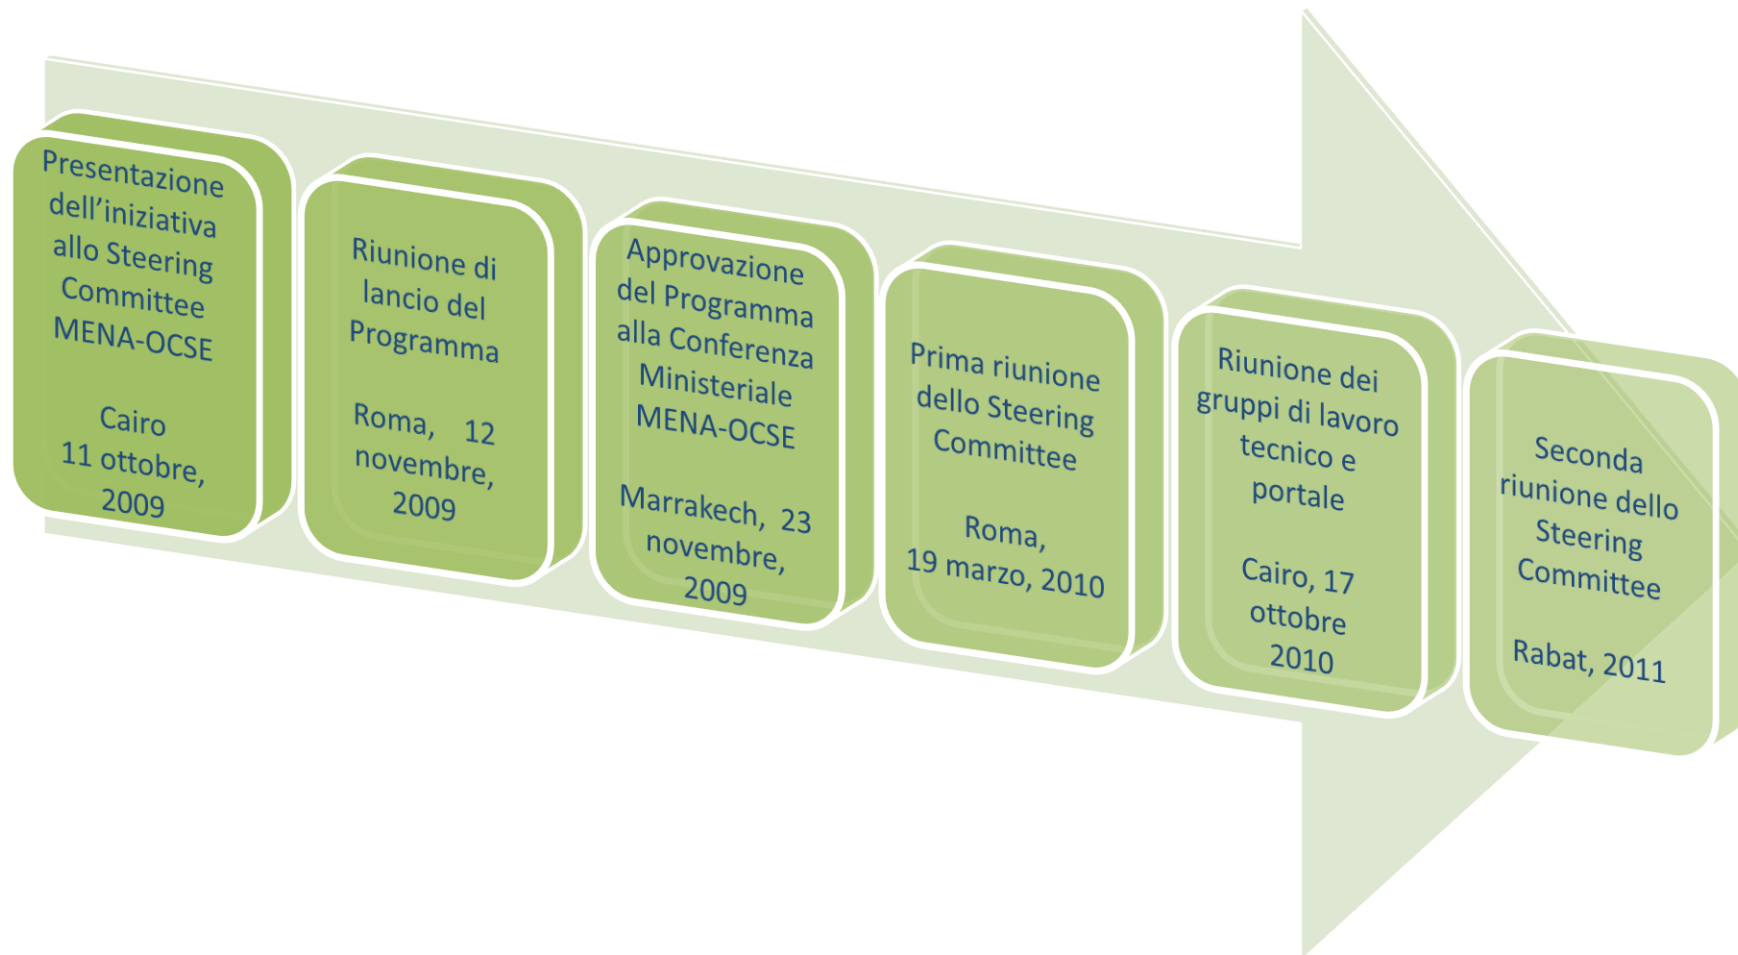 Presentazione
dell’iniziativa
allo Steering
Committee
MENA-OCSE
Cairo
11 ottobre,
2009
Riunione di
lancio del
Programma
Roma, 12
novembre,
2009
Approvazione
del Programma
alla Conferenza
Ministeriale
MENA-OCSE
Marrakech, 23
novembre,
2009
Prima riunione
dello Steering
Committee
Roma,
19 marzo, 2010
Riunione dei
gruppi di lavoro
tecnico e
portale
Cairo, 17
ottobre
2010
Seconda
riunione dello
Steering
Committee
Rabat, 2011